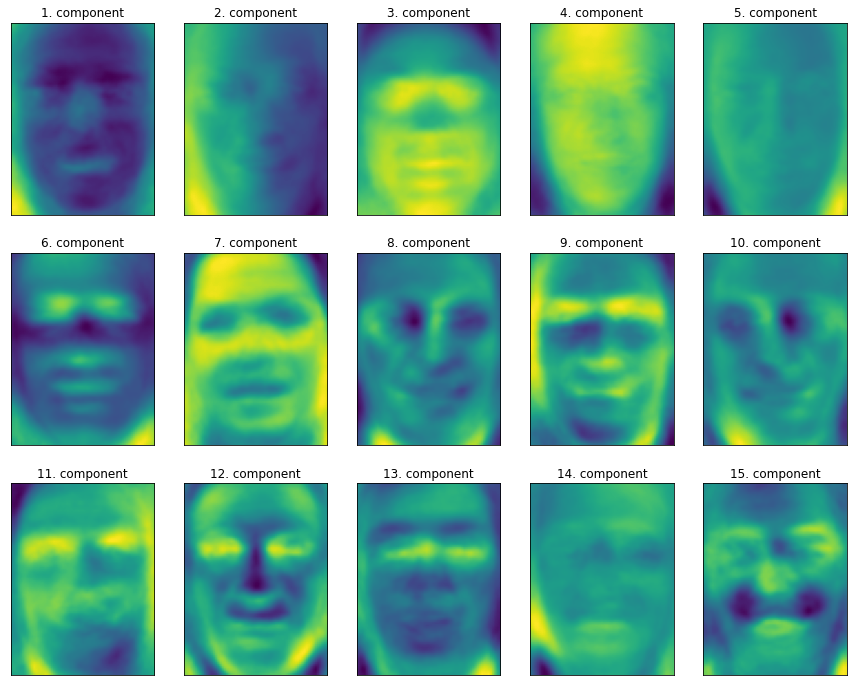 1. component
2. component
3. component
4. component
5. component
6. component
7. component
8. component
9. component
10. component
11. component
12. component
13. component
14. component
15. component